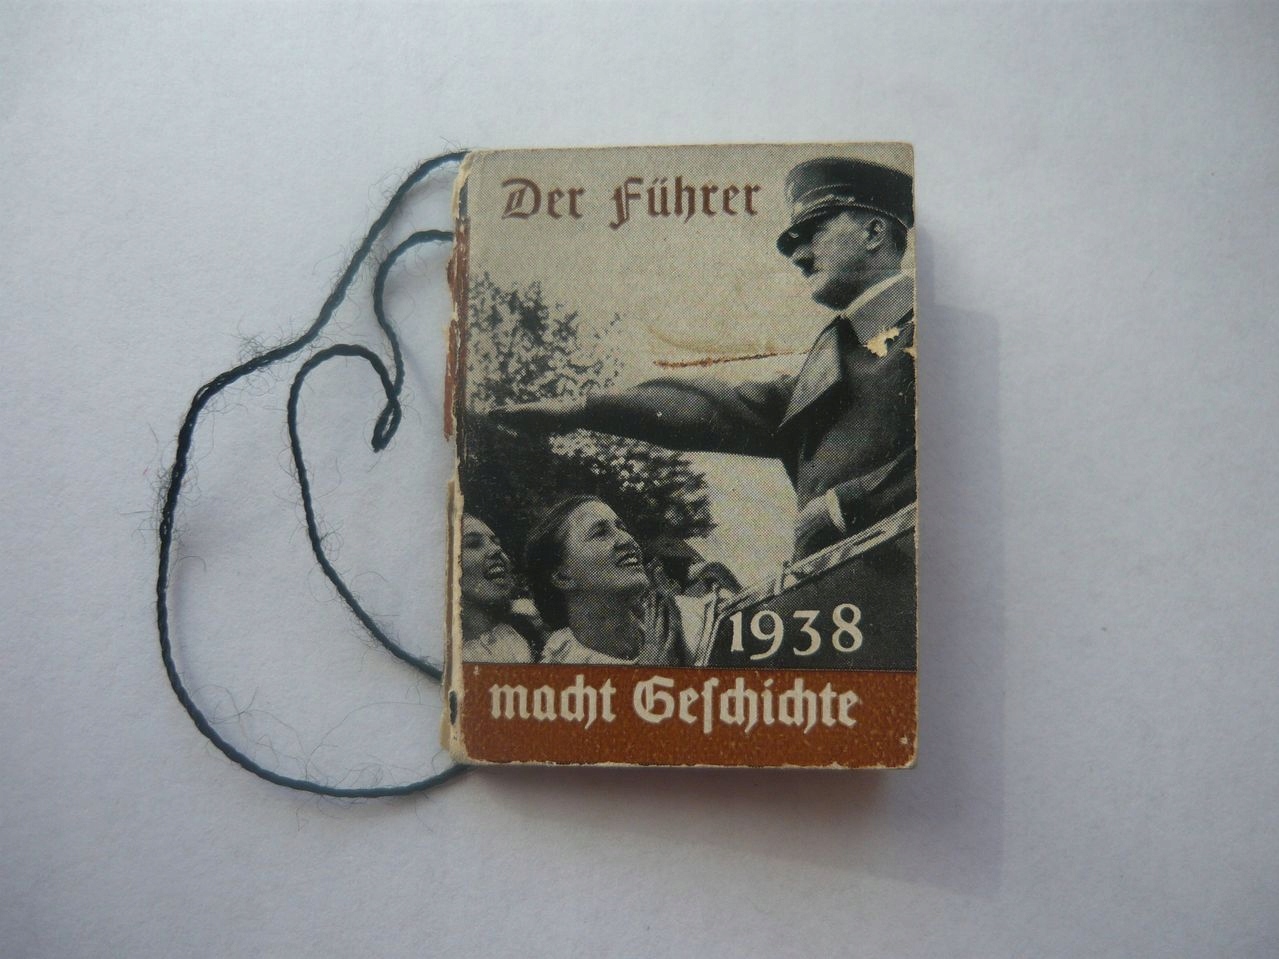 Der Führer
1938
macht Geſchichte